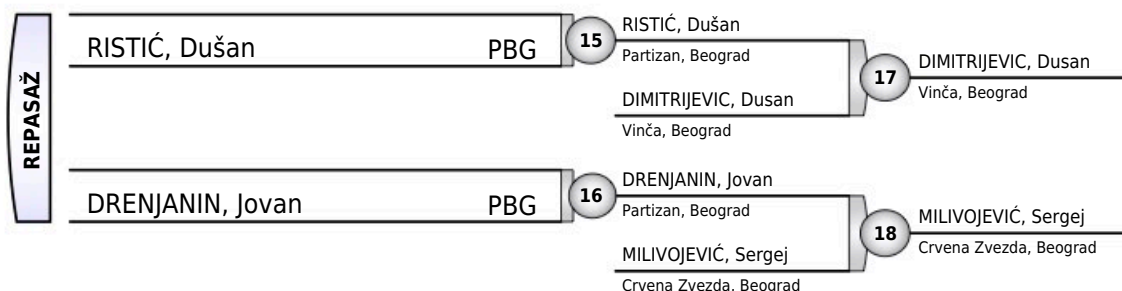 REPASAŽ
RISTIĆ, Dušan PBG
15
RISTIĆ, Dušan
Partizan, Beograd
DIMITRIJEVIC, Dusan
Vinča, Beograd
17
DIMITRIJEVIC, Dusan
Vinča, Beograd
DRENJANIN, Jovan PBG
16
DRENJANIN, Jovan
Partizan, Beograd
MILIVOJEVIĆ, Sergej
Crvena Zvezda, Beograd
18
MILIVOJEVIĆ, Sergej
Crvena Zvezda, Beograd